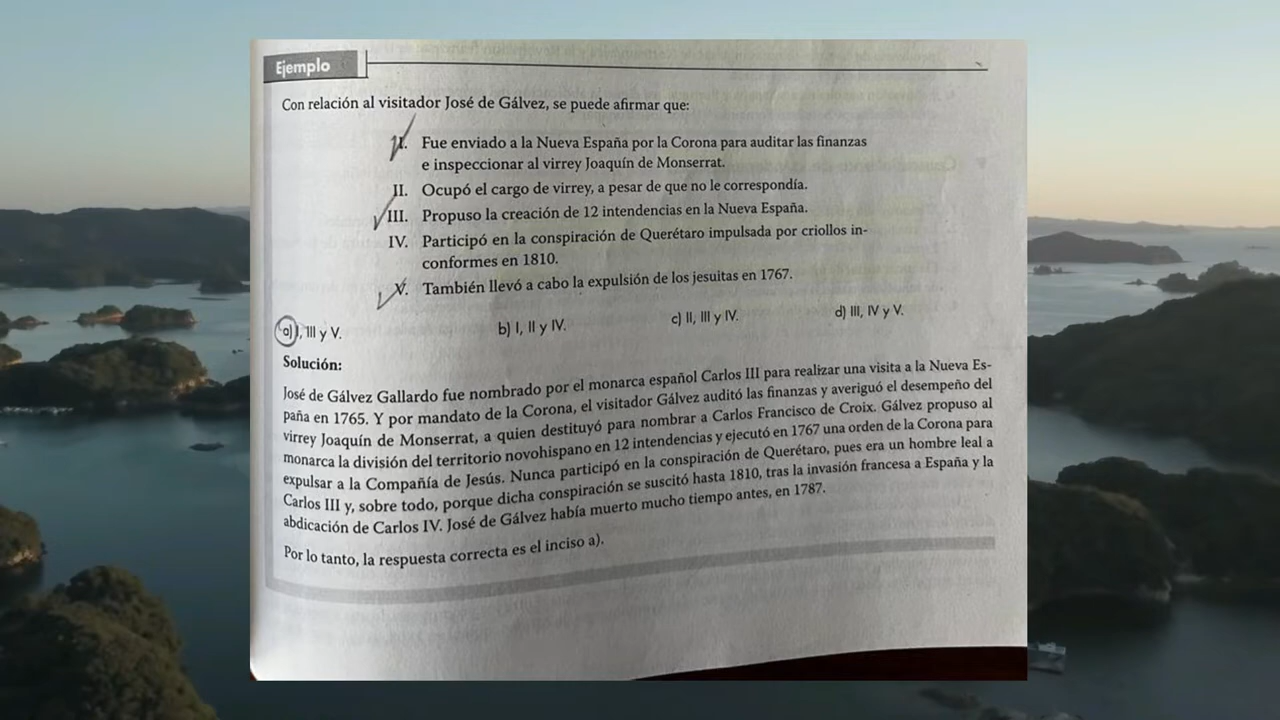 Ejemplo
Con relación al visitador José de Gálvez, se puede afirmar que:
I. Fue enviado a la Nueva España por la Corona para auditar las finanzas
e inspeccionar al virrey Joaquín de Monserrat.
II. Ocupó el cargo de virrey, a pesar de que no le correspondía.
III. Propuso la creación de 12 intendencias en la Nueva España.
IV. Participó en la conspiración de Querétaro impulsada por criollos in-
conformes en 1810.
V. También llevó a cabo la expulsión de los jesuitas en 1767.
a) I, III y V. b) I, II y IV. c) II, III y IV. d) III, IV y V.
Solución:
José de Gálvez Gallardo fue nombrado por el monarca español Carlos III para realizar una visita a la Nueva Es-
paña en 1765. Y por mandato de la Corona, el visitador Gálvez auditó las finanzas y averiguó el desempeño del
virrey Joaquín de Monserrat, a quien destituyó para nombrar a Carlos Francisco de Croix. Gálvez propuso al
monarca la división del territorio novohispano en 12 intendencias y ejecutó en 1767 una orden de la Corona para
expulsar a la Compañía de Jesús. Nunca participó en la conspiración de Querétaro, pues era un hombre leal a
Carlos III y, sobre todo, porque dicha conspiración se suscitó hasta 1810, tras la invasión francesa a España y la
abdicación de Carlos IV. José de Gálvez había muerto mucho tiempo antes, en 1787.
Por lo tanto, la respuesta correcta es el inciso a).